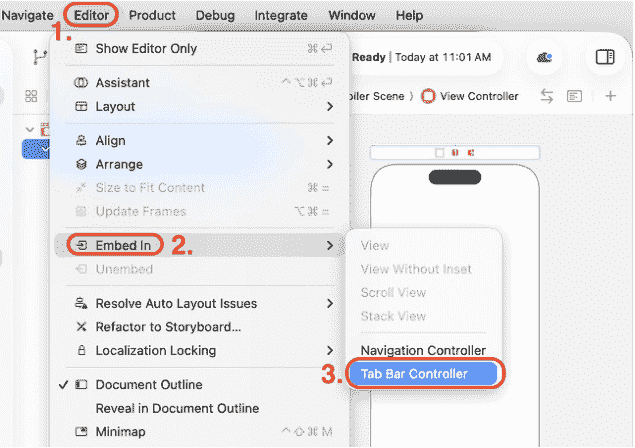 Navigate Editor Product Debug Integrate Window Help
1.
Show Editor Only ⌘↩
Ready | Today at 11:01 AM
Assistant ⌃⌥⌘↩
Layout
Scene View Controller
Align
Arrange
Size to Fit Content ⌘=
Update Frames ⌥⌘=
Embed In 2.
Unembed
View
View Without Inset
Scroll View
Stack View
Navigation Controller
3. Tab Bar Controller
Resolve Auto Layout Issues
Refactor to Storyboard...
Localization Locking
Document Outline
Reveal in Document Outline
Minimap ⌃⇧⌘M